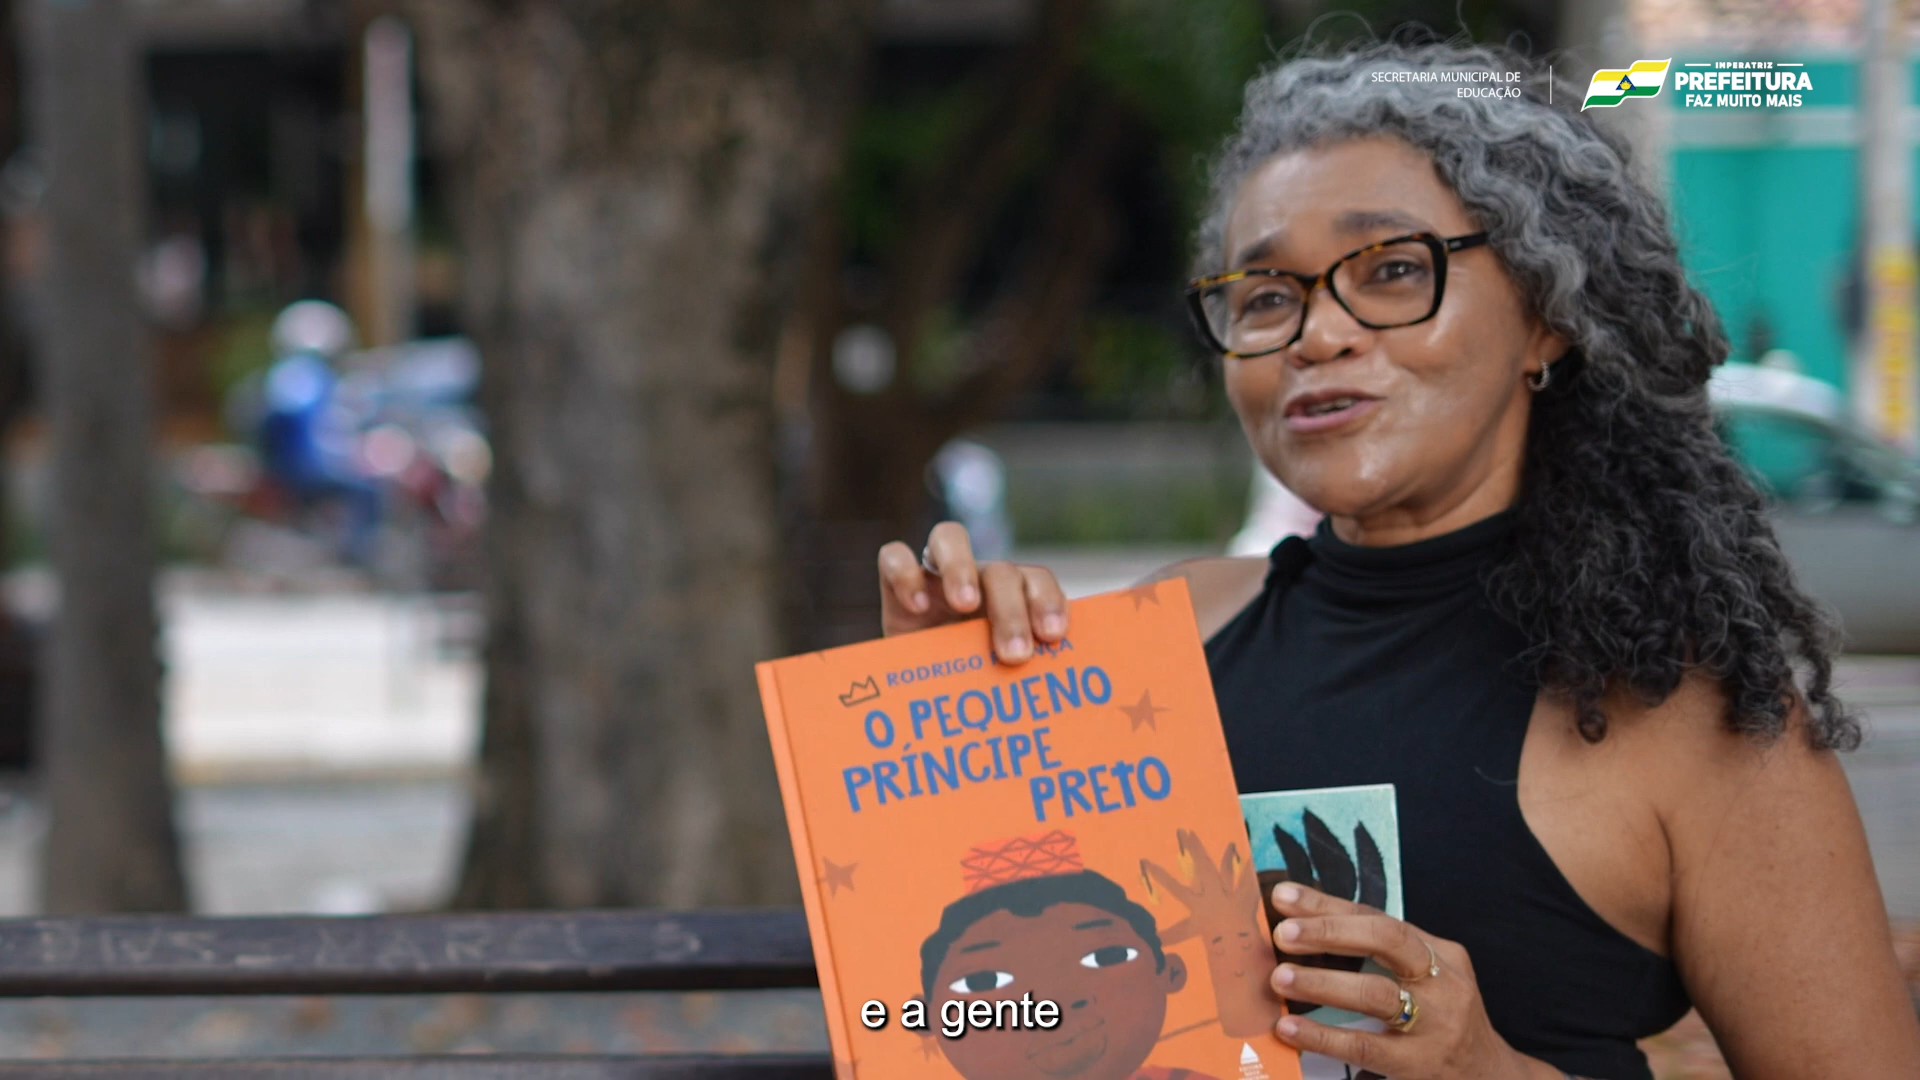 SECRETARIA MUNICIPAL DE
EDUCAÇÃO
IMPERATRIZ
PREFEITURA
FAZ MUITO MAIS
RODRIGO
O PEQUENO
PRÍNCIPE
PRETO
e a gente